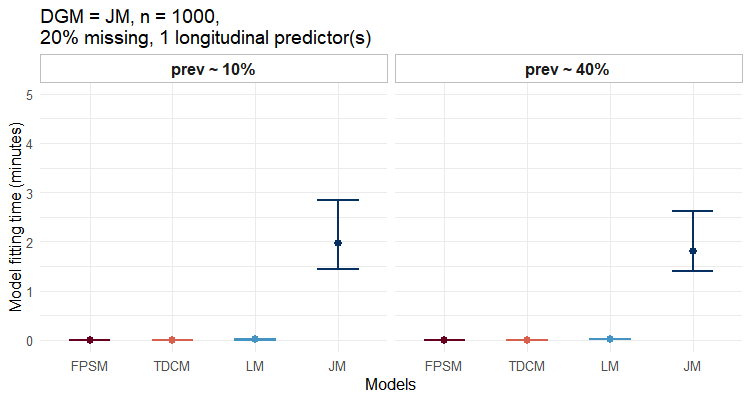 DGM = JM, n = 1000,
20% missing, 1 longitudinal predictor(s)
prev ~ 10%
prev ~ 40%
Model fitting time (minutes)
5
4
3
2
1
0
FPSM
TDCM
LM
JM
FPSM
TDCM
LM
JM
Models